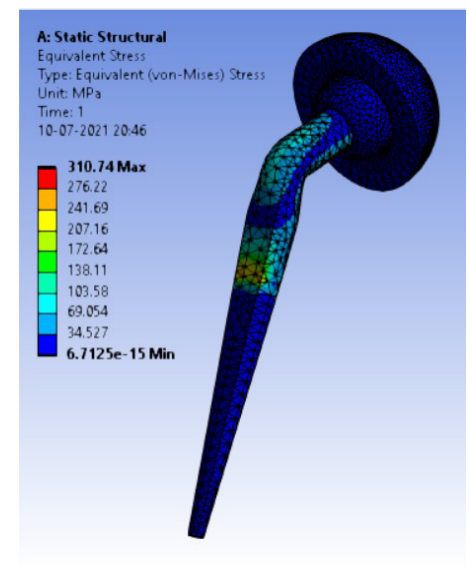 A: Static Structural
Equivalent Stress
Type: Equivalent (von-Mises) Stress
Unit: MPa
Time: 1
10-07-2021 20:46
310.74 Max
276.22
241.69
207.16
172.64
138.11
103.58
69.054
34.527
6.7125e-15 Min